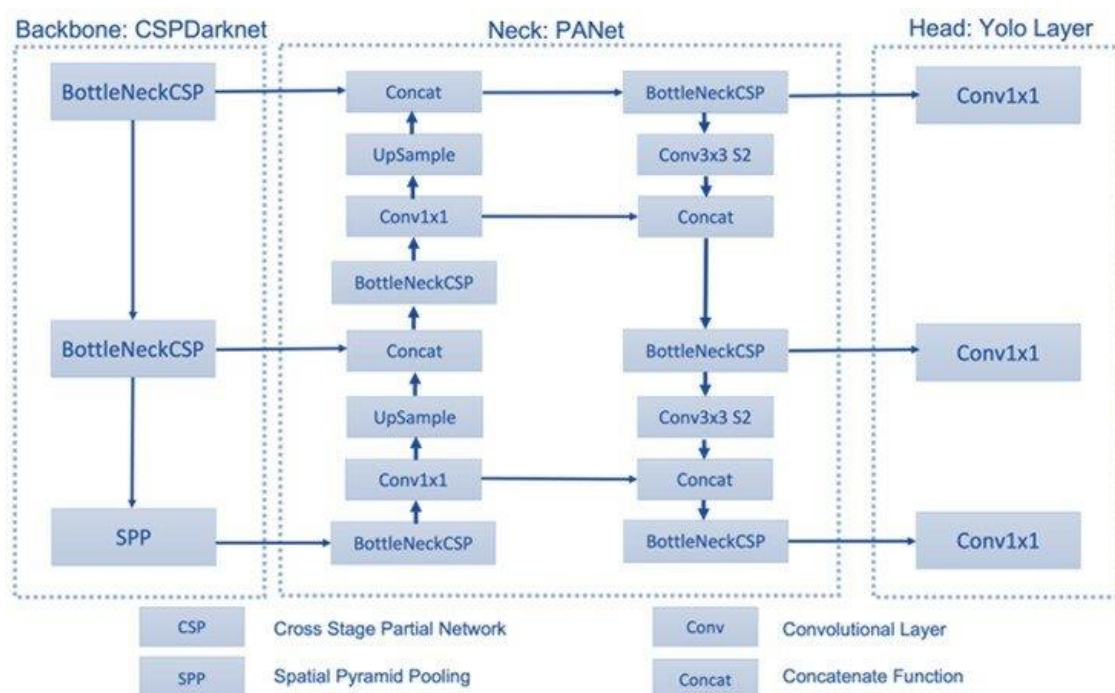 Backbone: CSPDarknet
Neck: PANet
Head: Yolo Layer
BottleNeckCSP
Concat
BottleNeckCSP
Conv1x1
UpSample
Conv3x3 S2
Conv1x1
Concat
BottleNeckCSP
BottleNeckCSP
Concat
BottleNeckCSP
Conv1x1
UpSample
Conv3x3 S2
Conv1x1
Concat
SPP
BottleNeckCSP
BottleNeckCSP
Conv1x1
CSP
Cross Stage Partial Network
Conv
Convolutional Layer
SPP
Spatial Pyramid Pooling
Concat
Concatenate Function